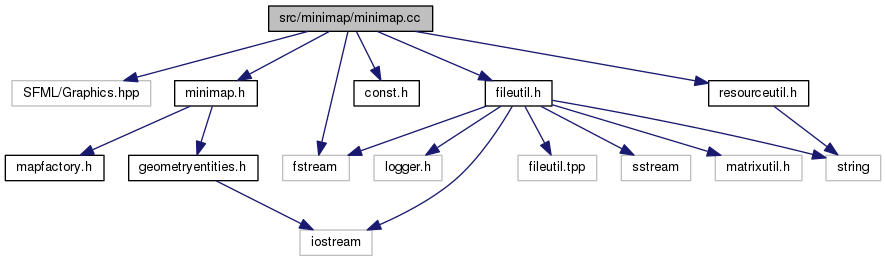 src/minimap/minimap.cc
SFML/Graphics.hpp
minimap.h
const.h
fileutil.h
resourceutil.h
mapfactory.h
geometryentities.h
fstream
logger.h
fileutil.tpp
sstream
matrixutil.h
string
iostream